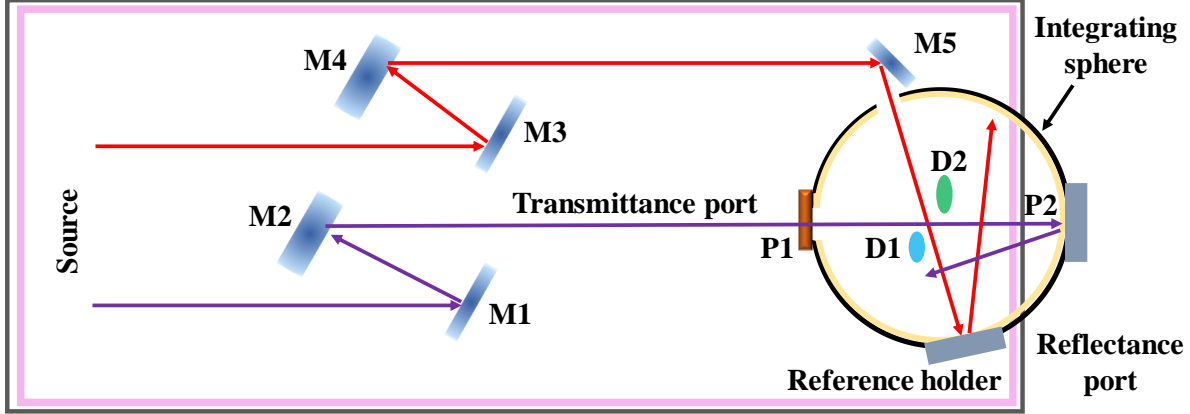 M4
M5
Integrating
sphere
M3
D2
Source
M2
Transmittance port
P2
P1
D1
M1
Reference holder
Reflectance
port